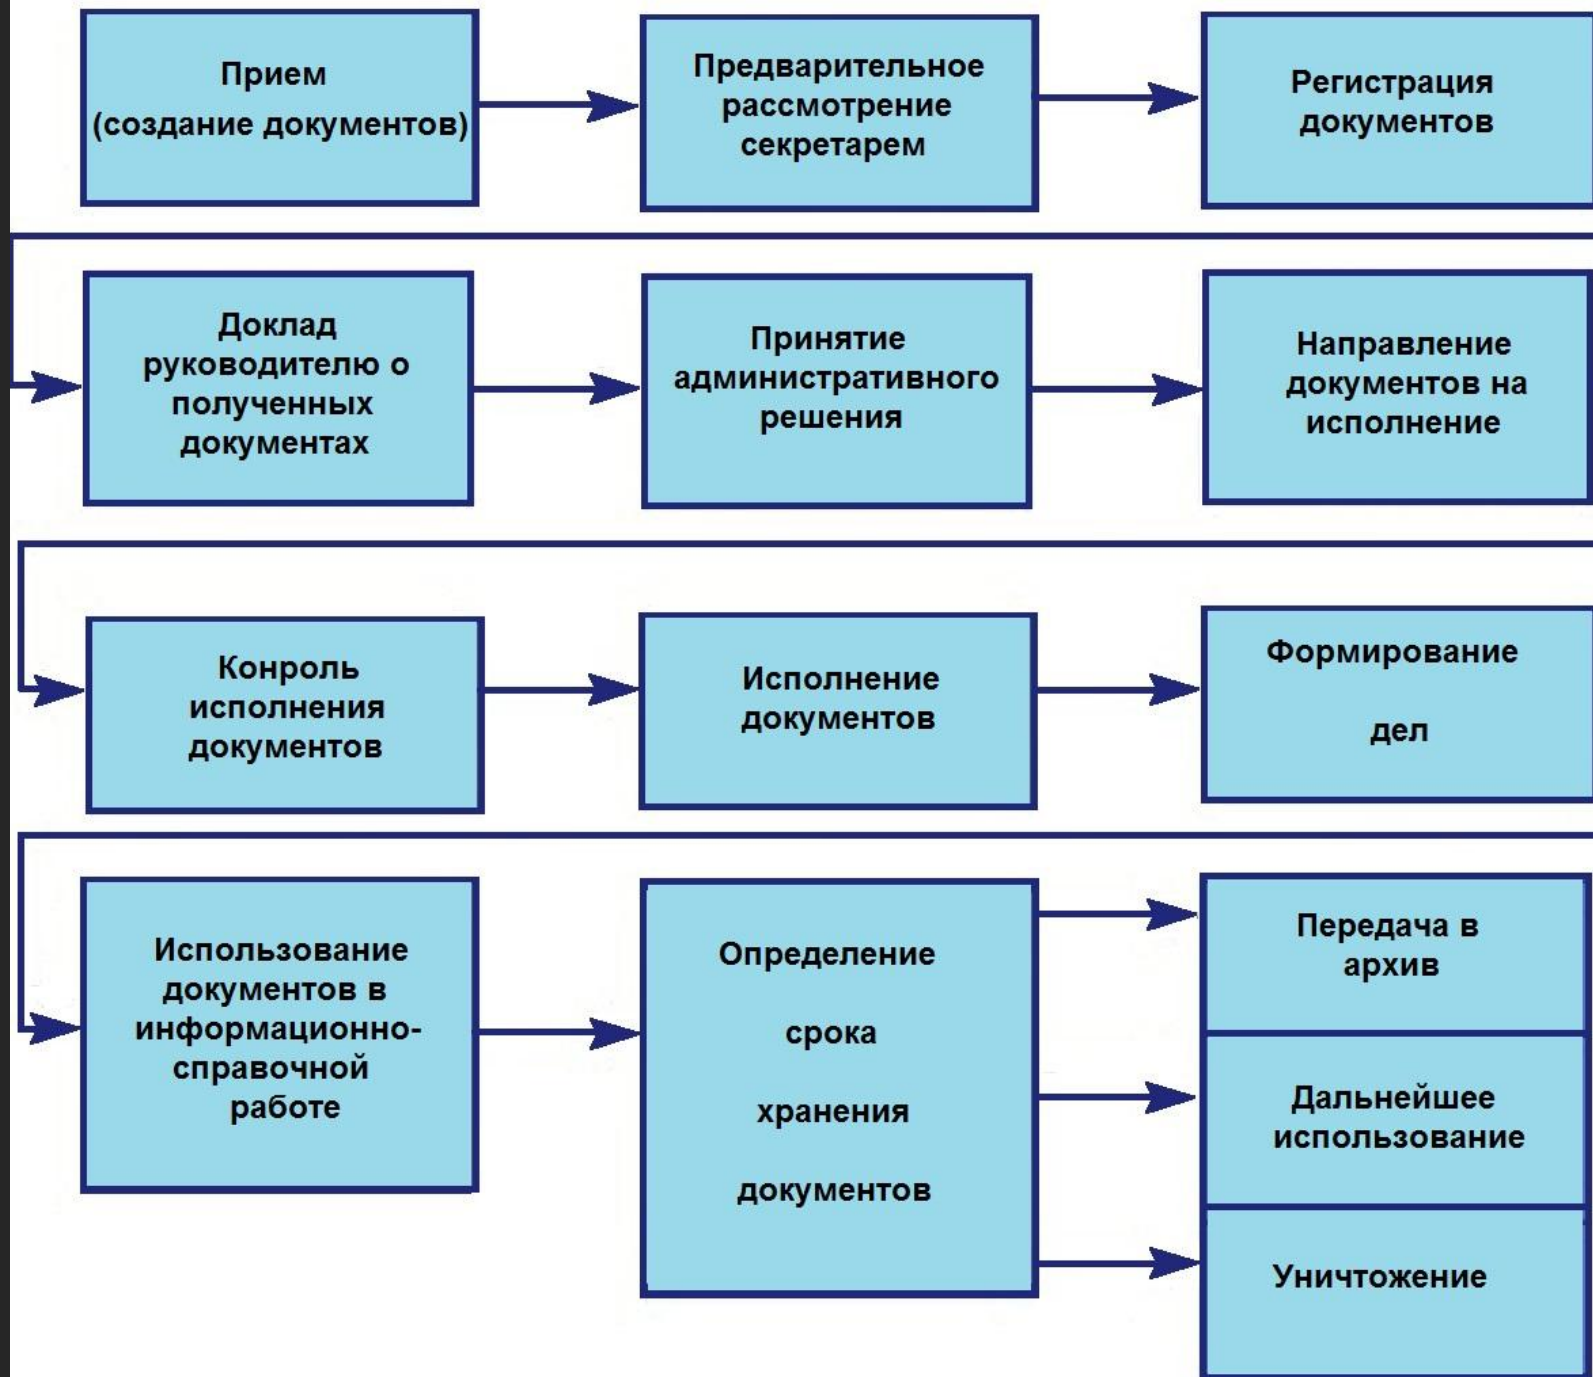 Прием
(создание документов)
Предварительное
рассмотрение
секретарем
Регистрация
документов
Доклад
руководителю о
полученных
документах
Принятие
административного
решения
Направление
документов на
исполнение
Конроль
исполнения
документов
Исполнение
документов
Формирование
дел
Использование
документов в
информационно-
справочной
работе
Определение
срока
хранения
документов
Передача в
архив
Дальнейшее
использование
Уничтожение